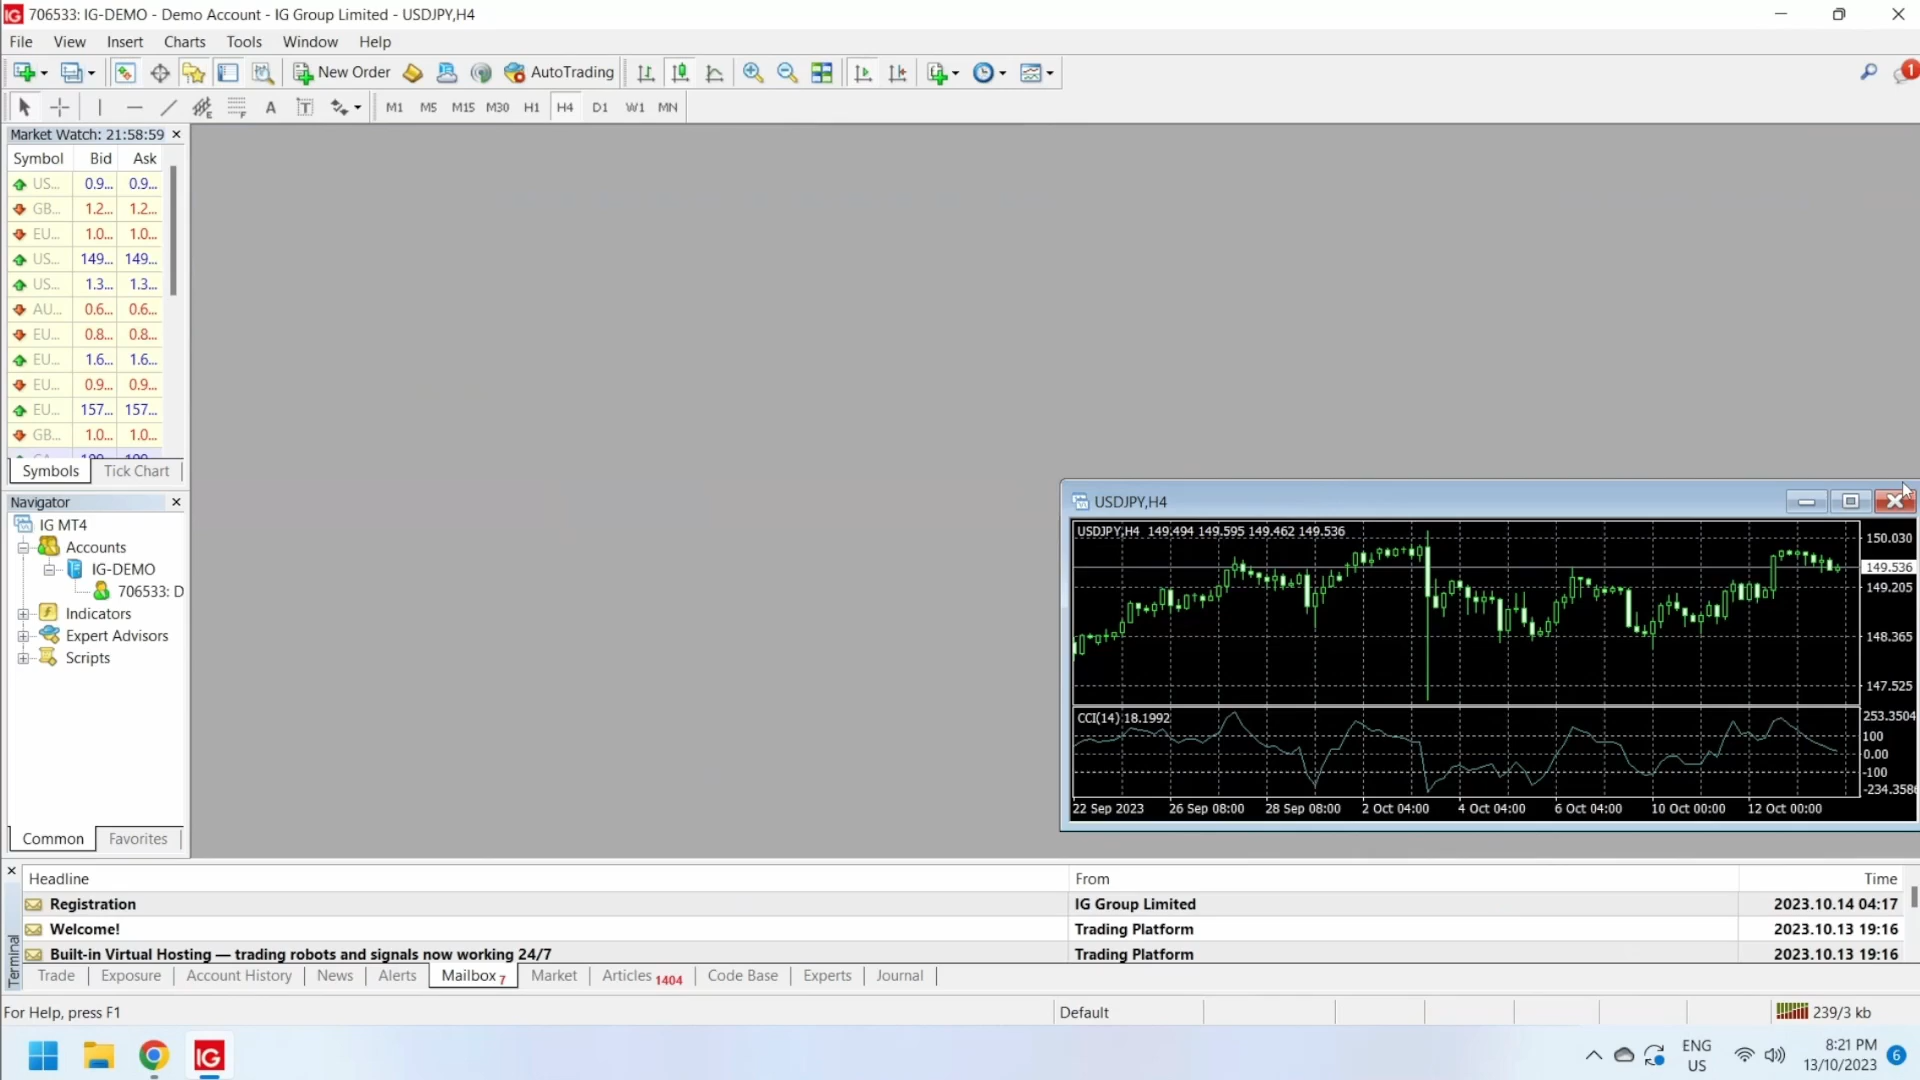 IG 706533: IG-DEMO - Demo Account - IG Group Limited - USDJPY,H4
File View Insert Charts Tools Window Help
New Order AutoTrading 1
A T M1 M5 M15 M30 H1 H4 D1 W1 MN
Market Watch: 21:58:59
Symbol Bid Ask
US... 0.9... 0.9...
GB... 1.2... 1.2...
EU... 1.0... 1.0...
US... 149... 149...
US... 1.3... 1.3...
AU... 0.6... 0.6...
EU... 0.8... 0.8...
EU... 1.6... 1.6...
EU... 0.9... 0.9...
EU... 157... 157...
GB... 1.0... 1.0...
Symbols Tick Chart
Navigator
IG MT4
Accounts
IG-DEMO
706533: D
Indicators
Expert Advisors
Scripts
Common Favorites
USDJPY,H4
USDJPY,H4 149.494 149.595 149.462 149.536
150.030
149.536
149.205
148.365
147.525
CCI(14) 18.1992
253.3504
100
0.00
-100
-234.358
22 Sep 2023 26 Sep 08:00 28 Sep 08:00 2 Oct 04:00 4 Oct 04:00 6 Oct 04:00 10 Oct 00:00 12 Oct 00:00
Terminal
Headline From Time
Registration IG Group Limited 2023.10.14 04:17
Welcome! Trading Platform 2023.10.13 19:16
Built-in Virtual Hosting — trading robots and signals now working 24/7 Trading Platform 2023.10.13 19:16
Trade Exposure Account History News Alerts Mailbox 7 Market Articles 1404 Code Base Experts Journal
For Help, press F1 Default 239/3 kb
IG ENG US 8:21 PM 13/10/2023 6